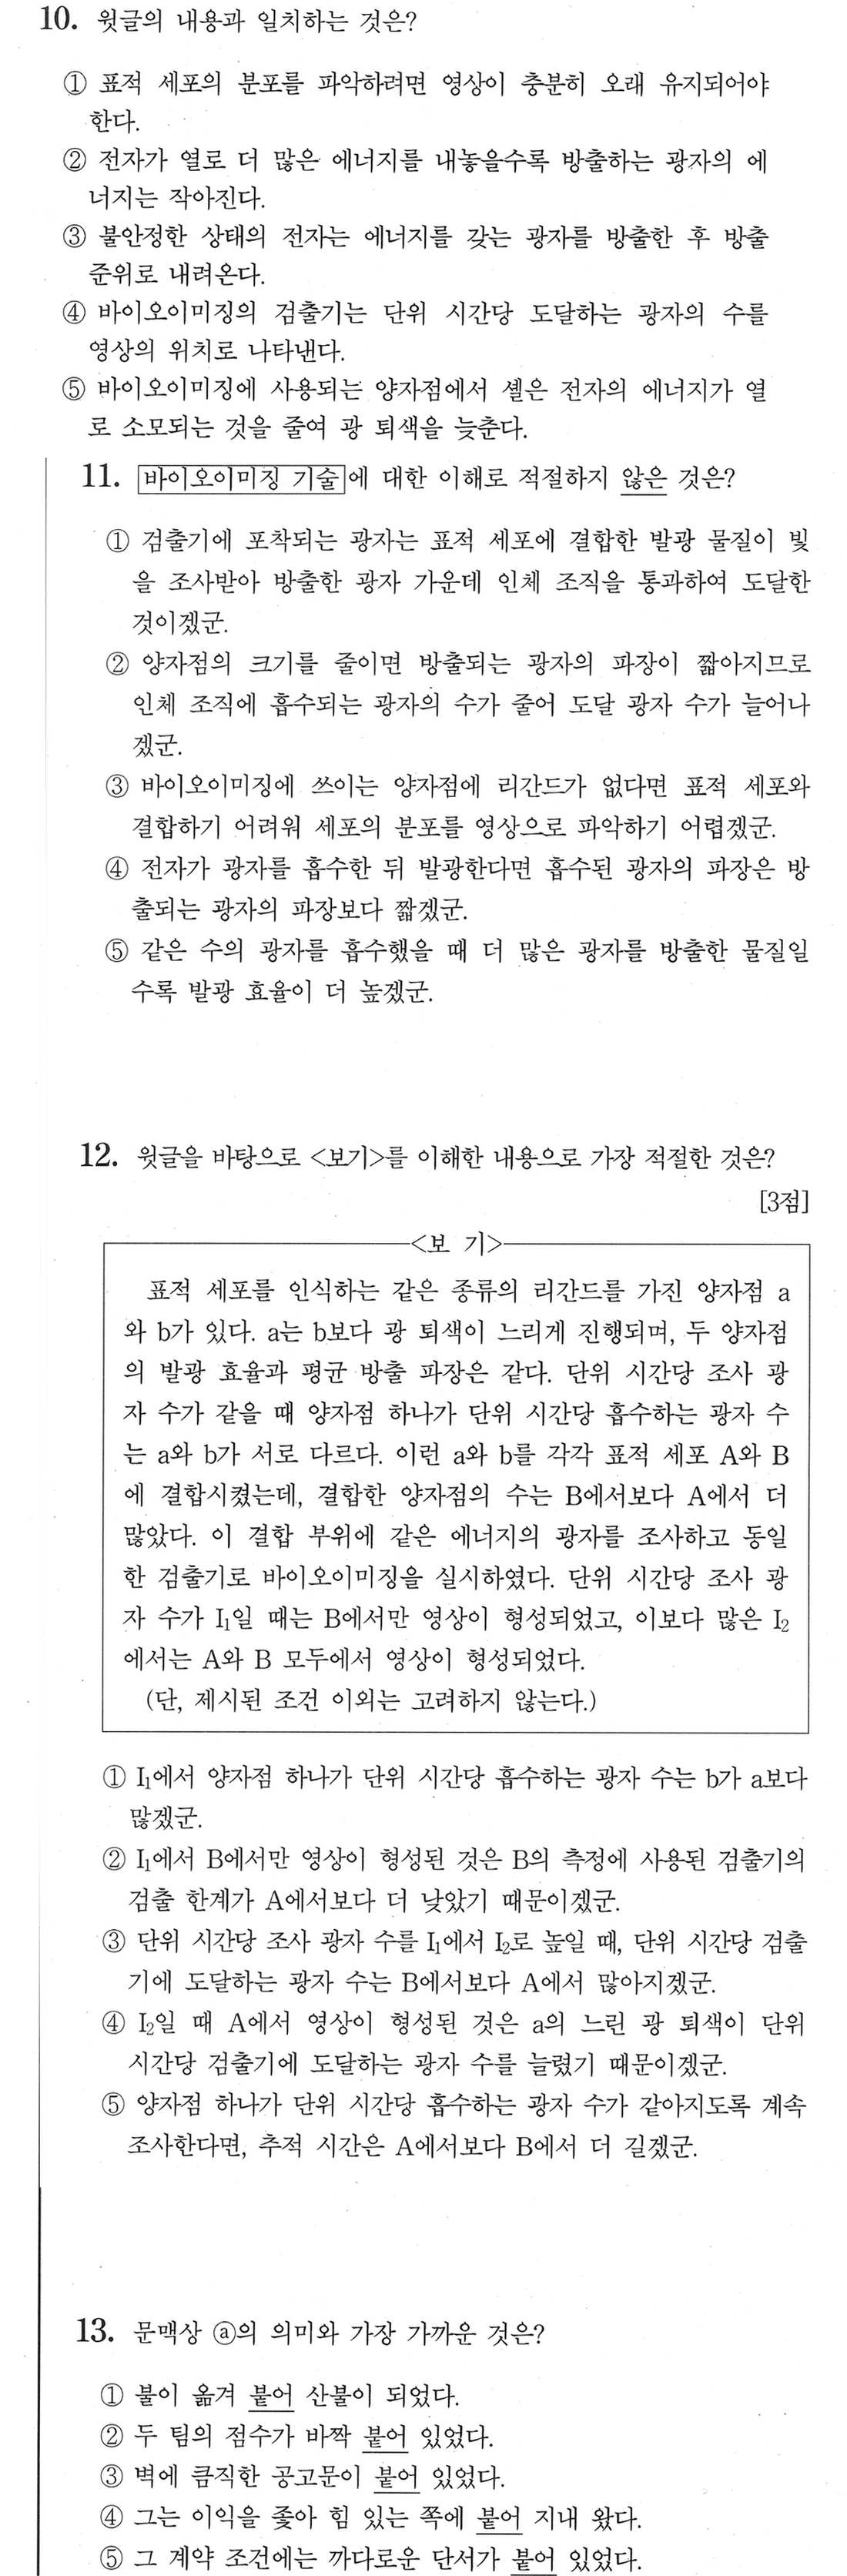 10. 윗글의 내용과 일치하는 것은?
① 표적 세포의 분포를 파악하려면 영상이 충분히 오래 유지되어야
한다.
② 전자가 열로 더 많은 에너지를 내놓을수록 방출하는 광자의 에
너지는 작아진다.
③ 불안정한 상태의 전자는 에너지를 갖는 광자를 방출한 후 방출
준위로 내려온다.
④ 바이오이미징의 검출기는 단위 시간당 도달하는 광자의 수를
영상의 위치로 나타낸다.
⑤ 바이오이미징에 사용되는 양자점에서 셸은 전자의 에너지가 열
로 소모되는 것을 줄여 광 퇴색을 늦춘다.
11. 바이오이미징 기술에 대한 이해로 적절하지 않은 것은?
① 검출기에 포착되는 광자는 표적 세포에 결합한 발광 물질이 빛
을 조사받아 방출한 광자 가운데 인체 조직을 통과하여 도달한
것이겠군.
② 양자점의 크기를 줄이면 방출되는 광자의 파장이 짧아지므로
인체 조직에 흡수되는 광자의 수가 줄어 도달 광자 수가 늘어나
겠군.
③ 바이오이미징에 쓰이는 양자점에 리간드가 없다면 표적 세포와
결합하기 어려워 세포의 분포를 영상으로 파악하기 어렵겠군.
④ 전자가 광자를 흡수한 뒤 발광한다면 흡수된 광자의 파장은 방
출되는 광자의 파장보다 짧겠군.
⑤ 같은 수의 광자를 흡수했을 때 더 많은 광자를 방출한 물질일
수록 발광 효율이 더 높겠군.
12. 윗글을 바탕으로 <보기>를 이해한 내용으로 가장 적절한 것은?
[3점]
<보 기>
표적 세포를 인식하는 같은 종류의 리간드를 가진 양자점 a
와 b가 있다. a는 b보다 광 퇴색이 느리게 진행되며, 두 양자점
의 발광 효율과 평균 방출 파장은 같다. 단위 시간당 조사 광
자 수가 같을 때 양자점 하나가 단위 시간당 흡수하는 광자 수
는 a와 b가 서로 다르다. 이런 a와 b를 각각 표적 세포 A와 B
에 결합시켰는데, 결합한 양자점의 수는 B에서보다 A에서 더
많았다. 이 결합 부위에 같은 에너지의 광자를 조사하고 동일
한 검출기로 바이오이미징을 실시하였다. 단위 시간당 조사 광
자 수가 I₁일 때는 B에서만 영상이 형성되었고, 이보다 많은 I₂
에서는 A와 B 모두에서 영상이 형성되었다.
(단, 제시된 조건 이외는 고려하지 않는다.)
① I₁에서 양자점 하나가 단위 시간당 흡수하는 광자 수는 b가 a보다
많겠군.
② I₁에서 B에서만 영상이 형성된 것은 B의 측정에 사용된 검출기의
검출 한계가 A에서보다 더 낮았기 때문이겠군.
③ 단위 시간당 조사 광자 수를 I₁에서 I₂로 높일 때, 단위 시간당 검출
기에 도달하는 광자 수는 B에서보다 A에서 많아지겠군.
④ I₂일 때 A에서 영상이 형성된 것은 a의 느린 광 퇴색이 단위
시간당 검출기에 도달하는 광자 수를 늘렸기 때문이겠군.
⑤ 양자점 하나가 단위 시간당 흡수하는 광자 수가 같아지도록 계속
조사한다면, 추적 시간은 A에서보다 B에서 더 길겠군.
13. 문맥상 ⓐ의 의미와 가장 가까운 것은?
① 불이 옮겨 붙어 산불이 되었다.
② 두 팀의 점수가 바짝 붙어 있었다.
③ 벽에 큼직한 공고문이 붙어 있었다.
④ 그는 이익을 좇아 힘 있는 쪽에 붙어 지내 왔다.
⑤ 그 계약 조건에는 까다로운 단서가 붙어 있었다.